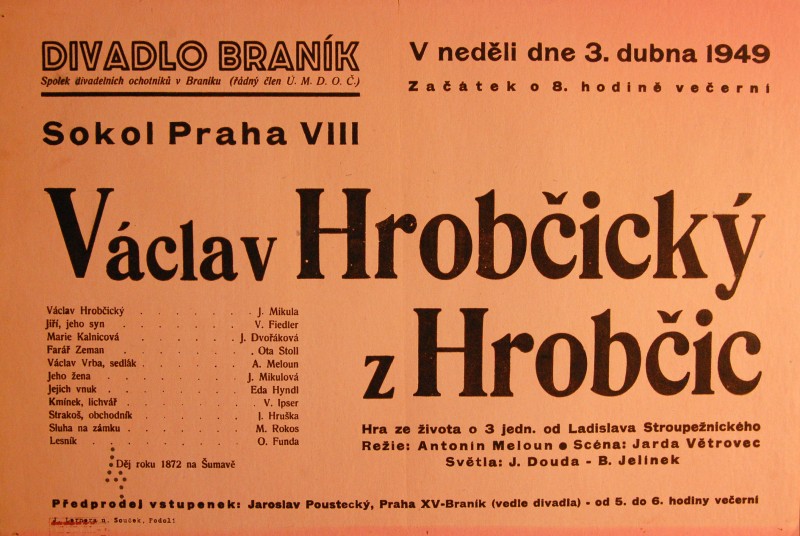 DIVADLO BRANÍK
Spolek divadelních ochotníků v Braníku (řádný člen Ú. M. D. O. Č.)
V neděli dne 3. dubna 1949
Začátek o 8. hodině večerní
Sokol Praha VIII
Václav Hrobčický
z Hrobčic
Václav Hrobčický . . . . . . J. Mikula
Jiří, jeho syn . . . . . . . V. Fiedler
Marie Kalnicová . . . . . . J. Dvořáková
Farář Zeman . . . . . . . Ota Stoll
Václav Vrba, sedlák . . . . . A. Meloun
Jeho žena . . . . . . . J. Mikulová
Jejich vnuk . . . . . . . Eda Hyndl
Kmínek, lichvář . . . . . . V. Ipser
Strakoš, obchodník . . . . . J. Hruška
Sluha na zámku . . . . . . M. Rokos
Lesník . . . . . . . . O. Funda
Děj roku 1872 na Šumavě
Hra ze života o 3 jedn. od Ladislava Stroupežnického
Režie: Antonín Meloun ● Scéna: Jarda Větrovec
Světla: J. Douda - B. Jelínek
Předprodej vstupenek: Jaroslav Poustecký, Praha XV-Braník (vedle divadla) - od 5. do 6. hodiny večerní
n. Souček, Podolí